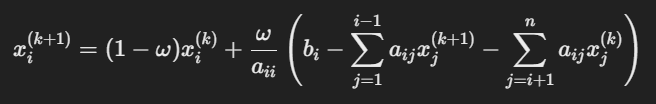 x_i^{(k+1)} = (1 − ω)x_i^{(k)} + \frac{ω}{a_{ii}} \left( b_i − \sum_{j=1}^{i−1} a_{ij}x_j^{(k+1)} − \sum_{j=i+1}^{n} a_{ij}x_j^{(k)} \right)